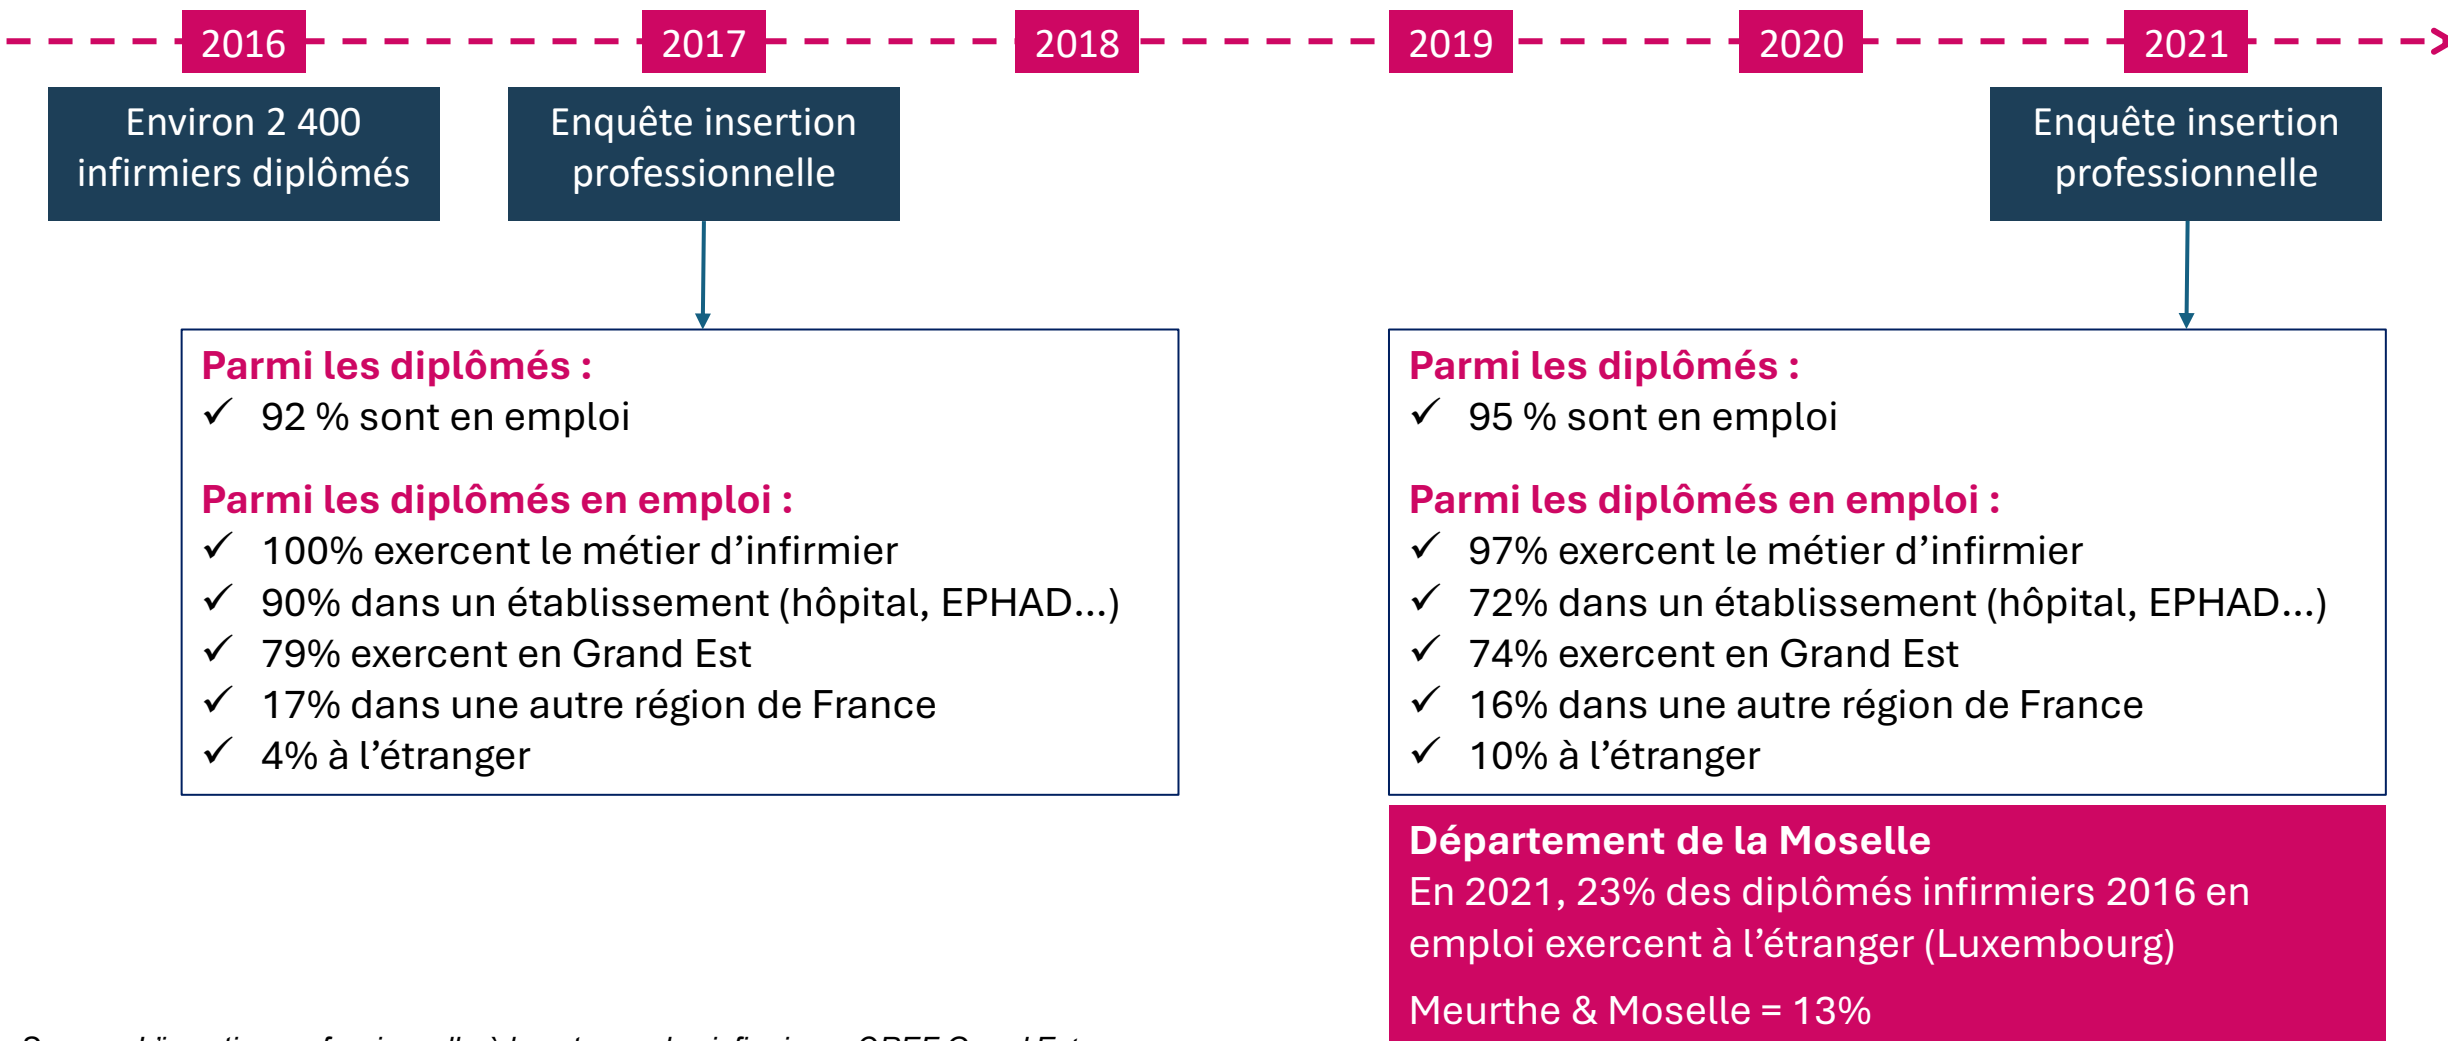 2016
2017
2018
2019
2020
2021
Environ 2 400
infirmiers diplômés
Enquête insertion
professionnelle
Enquête insertion
professionnelle
Parmi les diplômés :
✓ 92 % sont en emploi
Parmi les diplômés en emploi :
✓ 100% exercent le métier d’infirmier
✓ 90% dans un établissement (hôpital, EPHAD…)
✓ 79% exercent en Grand Est
✓ 17% dans une autre région de France
✓ 4% à l’étranger
Parmi les diplômés :
✓ 95 % sont en emploi
Parmi les diplômés en emploi :
✓ 97% exercent le métier d’infirmier
✓ 72% dans un établissement (hôpital, EPHAD…)
✓ 74% exercent en Grand Est
✓ 16% dans une autre région de France
✓ 10% à l’étranger
Département de la Moselle
En 2021, 23% des diplômés infirmiers 2016 en
emploi exercent à l’étranger (Luxembourg)
Meurthe & Moselle = 13%